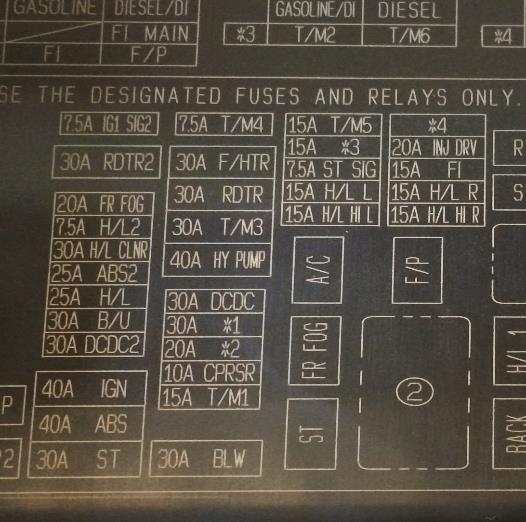 GASOLINE DIESEL/DI
FI MAIN
FI F/P
GASOLINE/DI DIESEL
*3 T/M2 T/M6
*4
SE THE DESIGNATED FUSES AND RELAYS ONLY.
7.5A IG1 SIG2
30A RDTR2
20A FR FOG
7.5A H/L2
30A H/L CLNR
25A ABS2
25A H/L
30A B/U
30A DCDC2
40A IGN
40A ABS
30A ST
P
P2
7.5A T/M4
30A F/HTR
30A RDTR
30A T/M3
40A HY PUMP
30A DCDC
30A *1
20A *2
10A CPRSR
15A T/M1
30A BLW
15A T/M5
15A *3
7.5A ST SIG
15A H/L L
15A H/L HI L
A/C
FR FOG
ST
*4
20A INJ DRV
15A FI
15A H/L R
15A H/L HI R
F/P
2
R
S
H/L 1
BACK